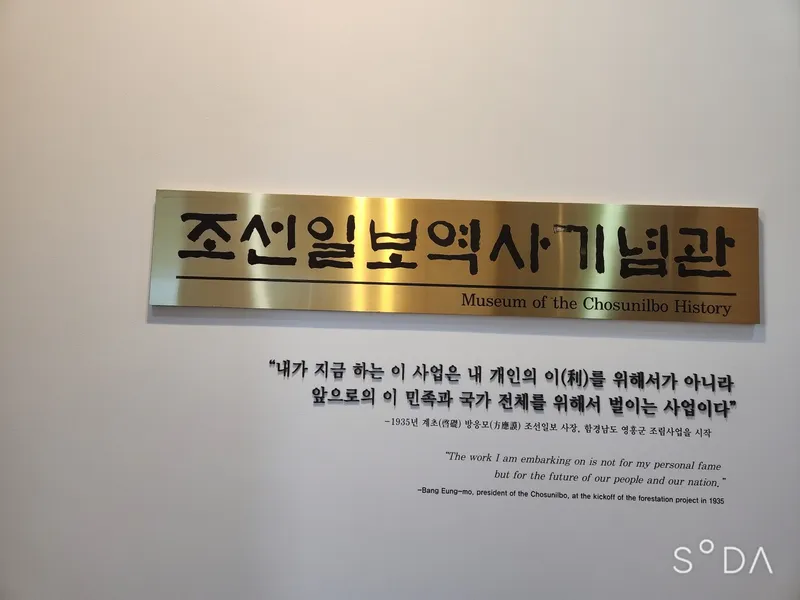 조선일보역사기념관
Museum of the Chosunilbo History
“내가 지금 하는 이 사업은 내 개인의 이(利)를 위해서가 아니라
앞으로의 이 민족과 국가 전체를 위해서 벌이는 사업이다”
-1935년 계초(啓礎) 방응모(方應謨) 조선일보 사장, 함경남도 영흥군 조림사업을 시작
“The work I am embarking on is not for my personal fame
but for the future of our people and our nation.”
-Bang Eung-mo, president of the Chosunilbo, at the kickoff of the forestation project in 1935
SODA